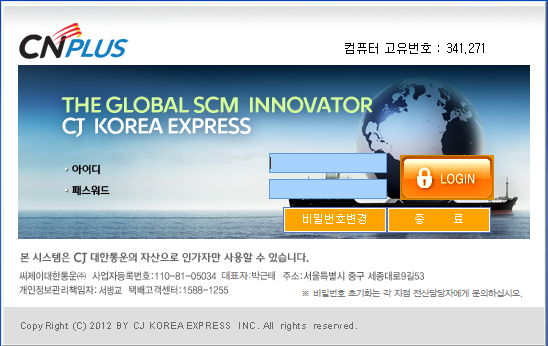 CNPLUS
컴퓨터 고유번호 : 341,271
THE GLOBAL SCM INNOVATOR
CJ KOREA EXPRESS
· 아이디
· 패스워드
LOGIN
비밀번호변경
종 료
본 시스템은 CJ 대한통운의 자산으로 인가자만 사용할 수 있습니다.
씨제이대한통운㈜ 사업자등록번호:110-81-05034 대표자:박근태 주소:서울특별시 중구 세종대로9길53
개인정보관리책임자: 서병교 택배고객센터:1588-1255
※ 비밀번호 초기화는 각 지점 전산담당자에게 문의하십시오.
Copy Right (C) 2012 BY CJ KOREA EXPRESS INC. All rights reserved.